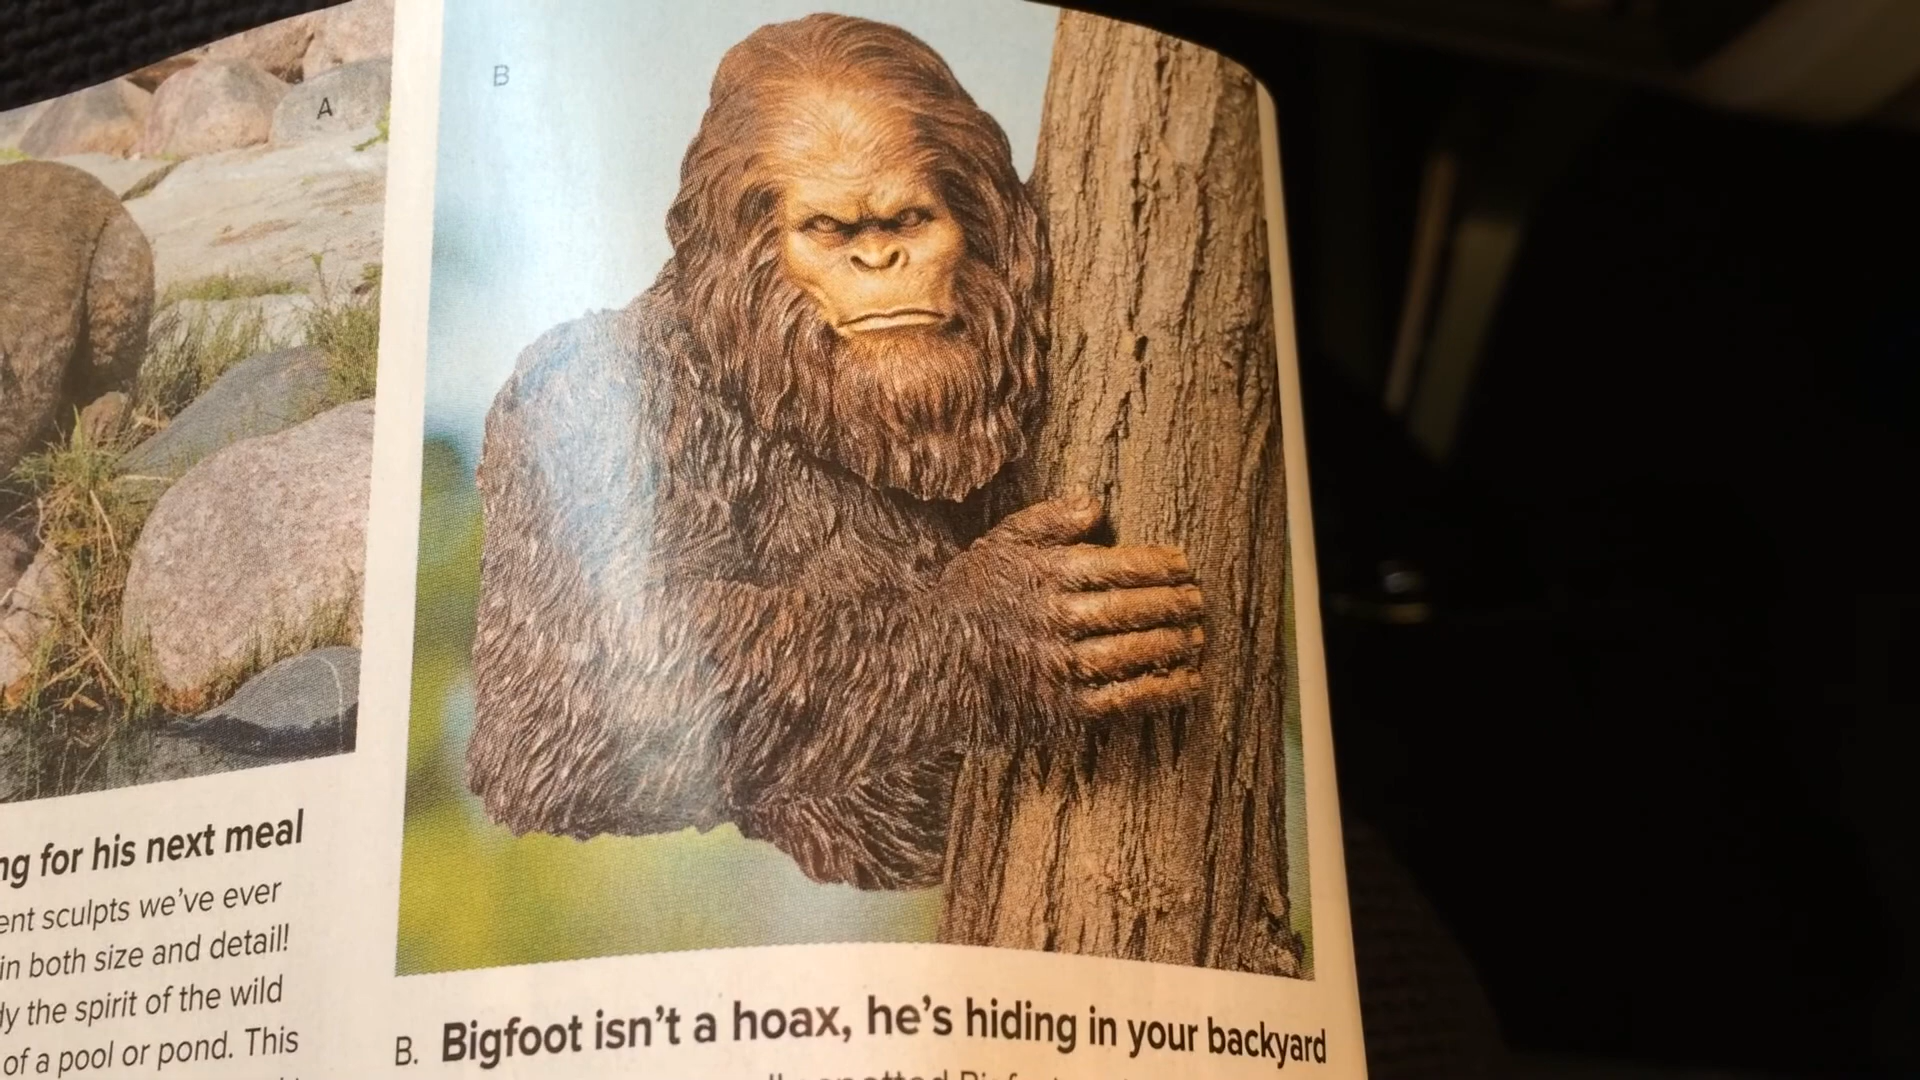 A
B
ng for his next meal
ent sculpts we've ever
in both size and detail!
ly the spirit of the wild
of a pool or pond. This
B. Bigfoot isn't a hoax, he's hiding in your backyard